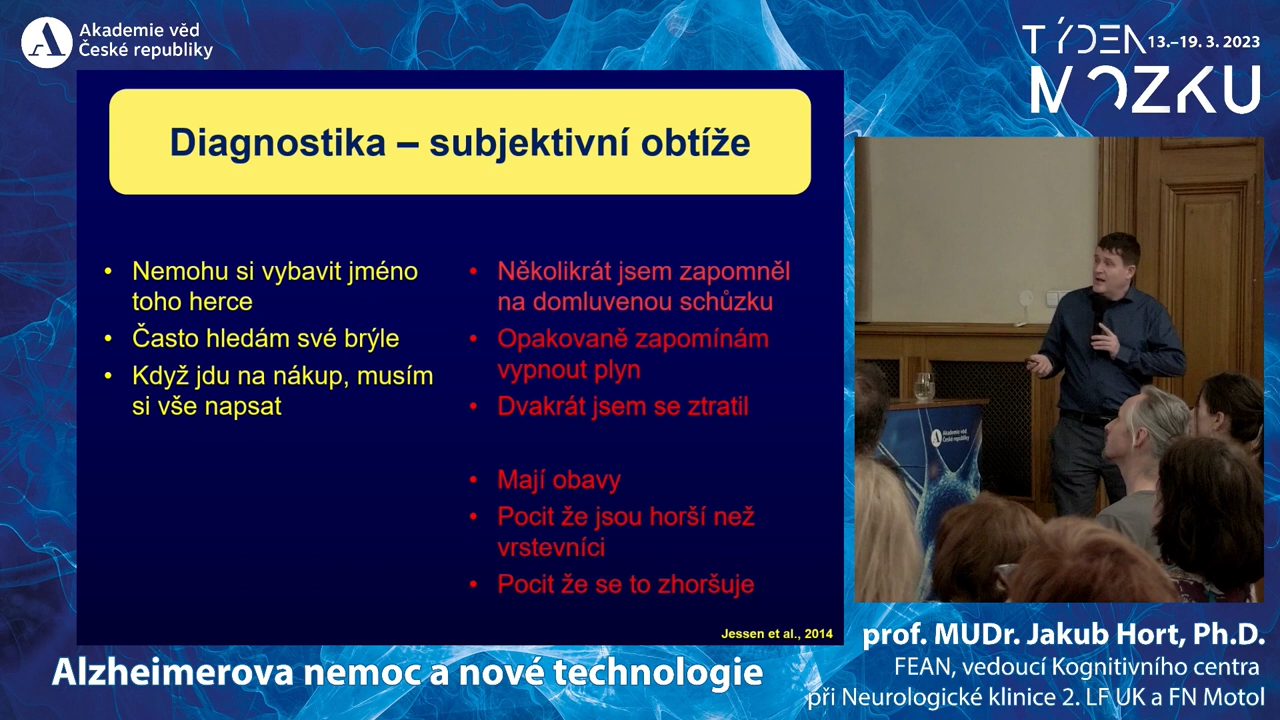 Akademie věd
České republiky
TÝDEN 13.–19. 3. 2023
MOZKU
Diagnostika – subjektivní obtíže
• Nemohu si vybavit jméno
toho herce
• Často hledám své brýle
• Když jdu na nákup, musím
si vše napsat
• Několikrát jsem zapomněl
na domluvenou schůzku
• Opakovaně zapomínám
vypnout plyn
• Dvakrát jsem se ztratil
• Mají obavy
• Pocit že jsou horší než
vrstevníci
• Pocit že se to zhoršuje
Jessen et al., 2014
Akademie věd
České republiky
Alzheimerova nemoc a nové technologie
prof. MUDr. Jakub Hort, Ph.D.
FEAN, vedoucí Kognitivního centra
při Neurologické klinice 2. LF UK a FN Motol